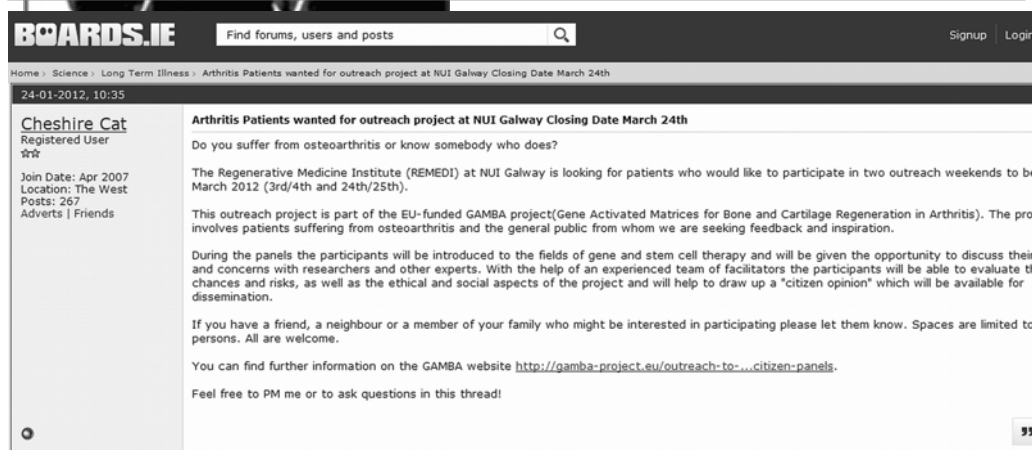 BOARDS.IE
Find forums, users and posts
Signup | Login
Home › Science › Long Term Illness › Arthritis Patients wanted for outreach project at NUI Galway Closing Date March 24th
24-01-2012, 10:35
Cheshire Cat
Registered User
Join Date: Apr 2007
Location: The West
Posts: 267
Adverts | Friends
Arthritis Patients wanted for outreach project at NUI Galway Closing Date March 24th
Do you suffer from osteoarthritis or know somebody who does?
The Regenerative Medicine Institute (REMEDI) at NUI Galway is looking for patients who would like to participate in two outreach weekends to
March 2012 (3rd/4th and 24th/25th).
This outreach project is part of the EU-funded GAMBA project(Gene Activated Matrices for Bone and Cartilage Regeneration in Arthritis). The
involves patients suffering from osteoarthritis and the general public from whom we are seeking feedback and inspiration.
During the panels the participants will be introduced to the fields of gene and stem cell therapy and will be given the opportunity to discuss their
and concerns with researchers and other experts. With the help of an experienced team of facilitators the participants will be able to evaluate
chances and risks, as well as the ethical and social aspects of the project and will help to draw up a "citizen opinion" which will be available for
dissemination.
If you have a friend, a neighbour or a member of your family who might be interested in participating please let them know. Spaces are limited to
persons. All are welcome.
You can find further information on the GAMBA website http://gamba-project.eu/outreach-to-...citizen-panels.
Feel free to PM me or to ask questions in this thread!